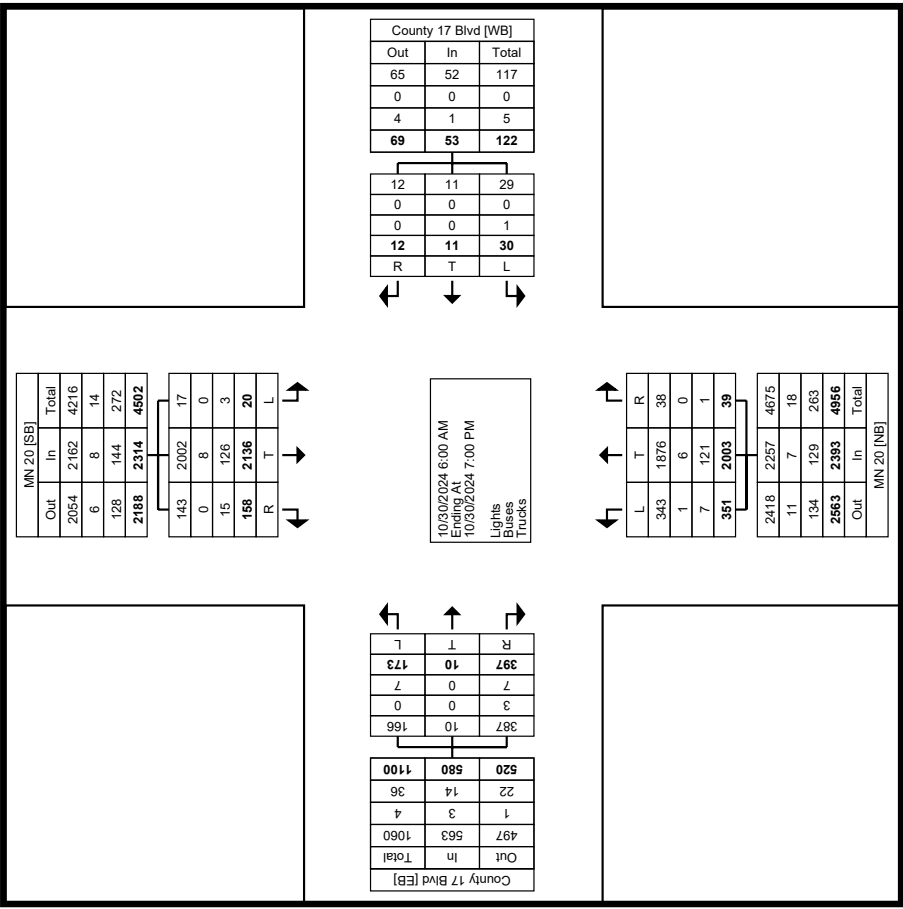 County 17 Blvd [WB]
Out In Total
65 52 117
0 0 0
4 1 5
69 53 122
12 11 29
0 0 0
0 0 1
12 11 30
R T L
MN 20 [SB]
Out In Total
2054 2162 4216
6 8 14
128 144 272
2188 2314 4502
143 2002 17
0 8 0
15 126 3
158 2136 20
R T L
10/30/2024 6:00 AM
Ending At
10/30/2024 7:00 PM
Lights
Buses
Trucks
L T R
343 1876 38
1 6 0
7 121 1
351 2003 39
2418 2257 4675
11 7 18
134 129 263
2563 2393 4956
Out In Total
MN 20 [NB]
L T R
173 10 397
7 0 7
0 0 3
166 10 387
1100 580 520
36 14 22
4 3 1
1060 563 497
Total In Out
County 17 Blvd [EB]